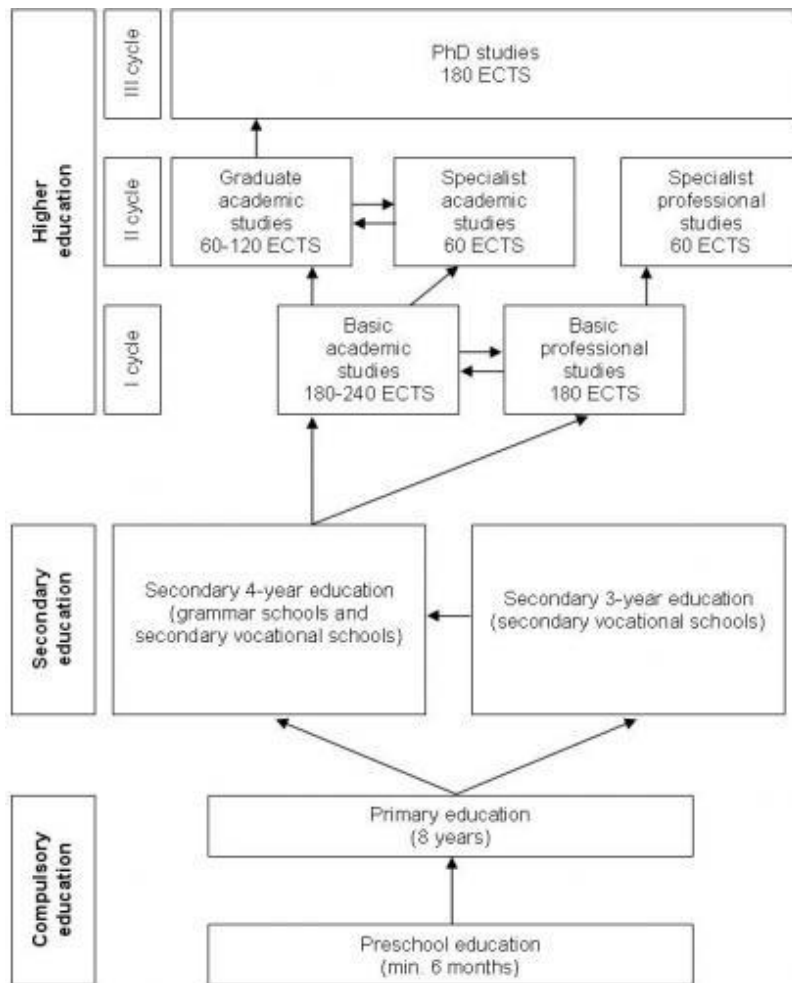 Higher
education
III cycle
PhD studies
180 ECTS
II cycle
Graduate
academic
studies
60-120 ECTS
Specialist
academic
studies
60 ECTS
Specialist
professional
studies
60 ECTS
I cycle
Basic
academic
studies
180-240 ECTS
Basic
professional
studies
180 ECTS
Secondary
education
Secondary 4-year education
(grammar schools and
secondary vocational schools)
Secondary 3-year education
(secondary vocational schools)
Compulsory
education
Primary education
(8 years)
Preschool education
(min. 6 months)